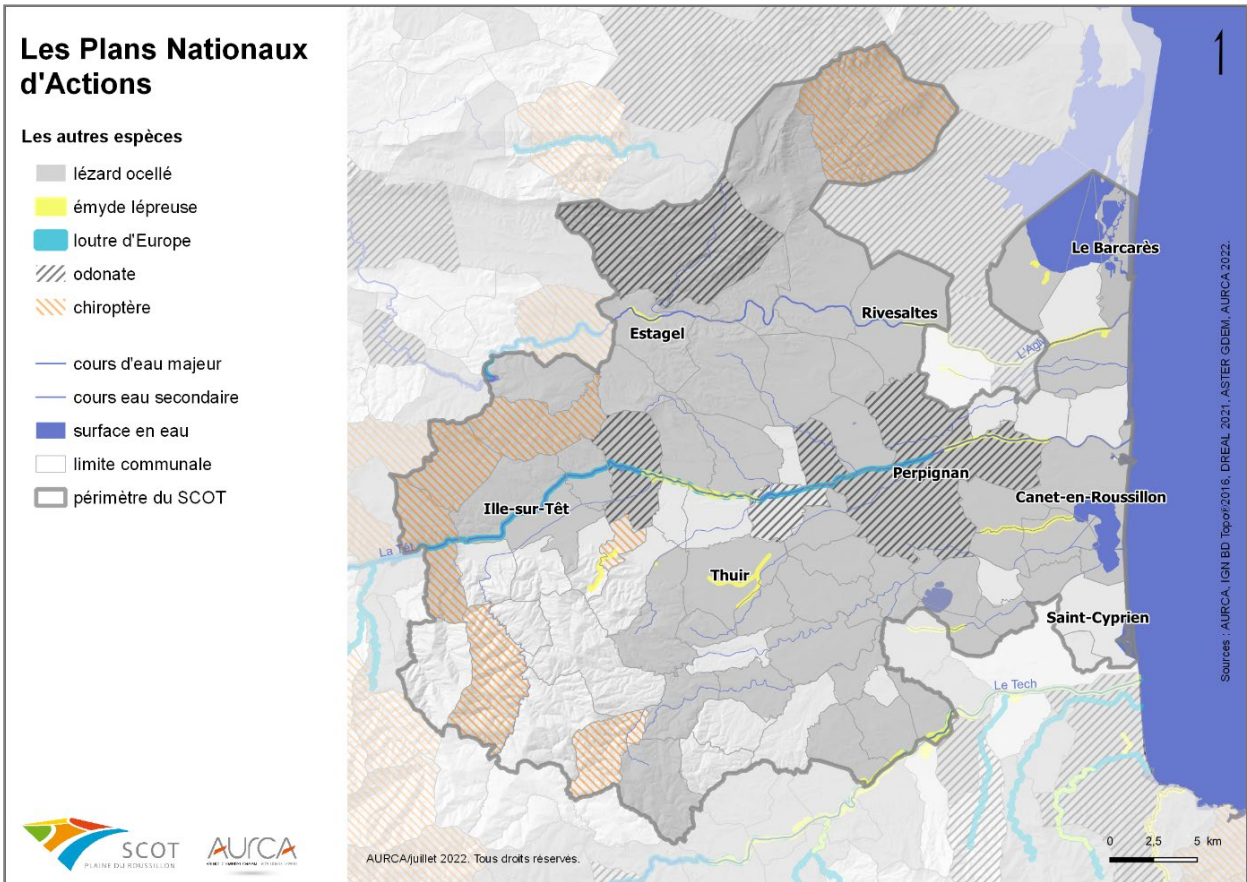 Les Plans Nationaux
d'Actions
Les autres espèces
lézard ocellé
émyde lépreuse
loutre d'Europe
odonate
chiroptère
cours d'eau majeur
cours eau secondaire
surface en eau
limite communale
périmètre du SCOT
SCOT
PLAINE DU ROUSSILLON
AURCA
1
Le Barcarès
Rivesaltes
Estagel
L'Agly
Perpignan
Canet-en-Roussillon
Ille-sur-Têt
La Têt
Thuir
Saint-Cyprien
Le Tech
0 2,5 5 km
AURCA/juillet 2022. Tous droits réservés.
Sources : AURCA, IGN BD Topo®2016, DREAL 2021, ASTER GDEM, AURCA 2022.